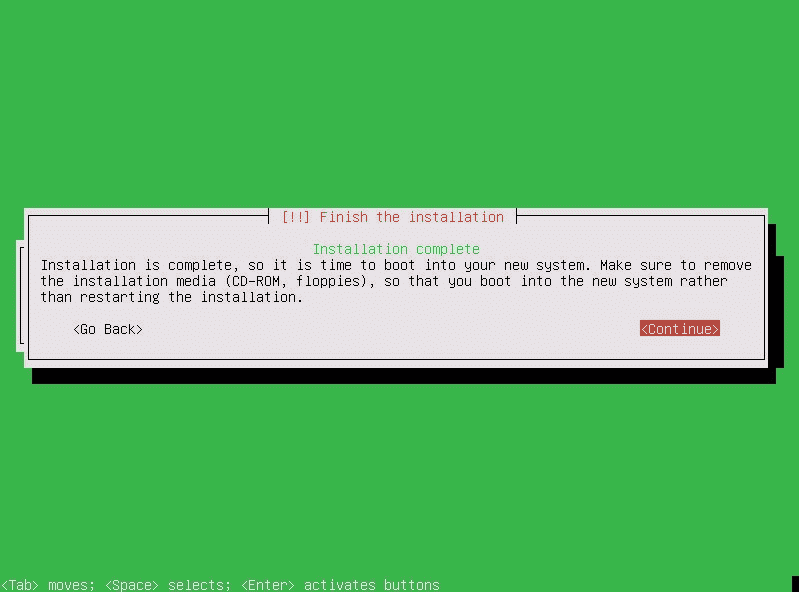 [!!] Finish the installation
Installation complete
Installation is complete, so it is time to boot into your new system. Make sure to remove
the installation media (CD-ROM, floppies), so that you boot into the new system rather
than restarting the installation.
<Go Back> <Continue>
<Tab> moves; <Space> selects; <Enter> activates buttons